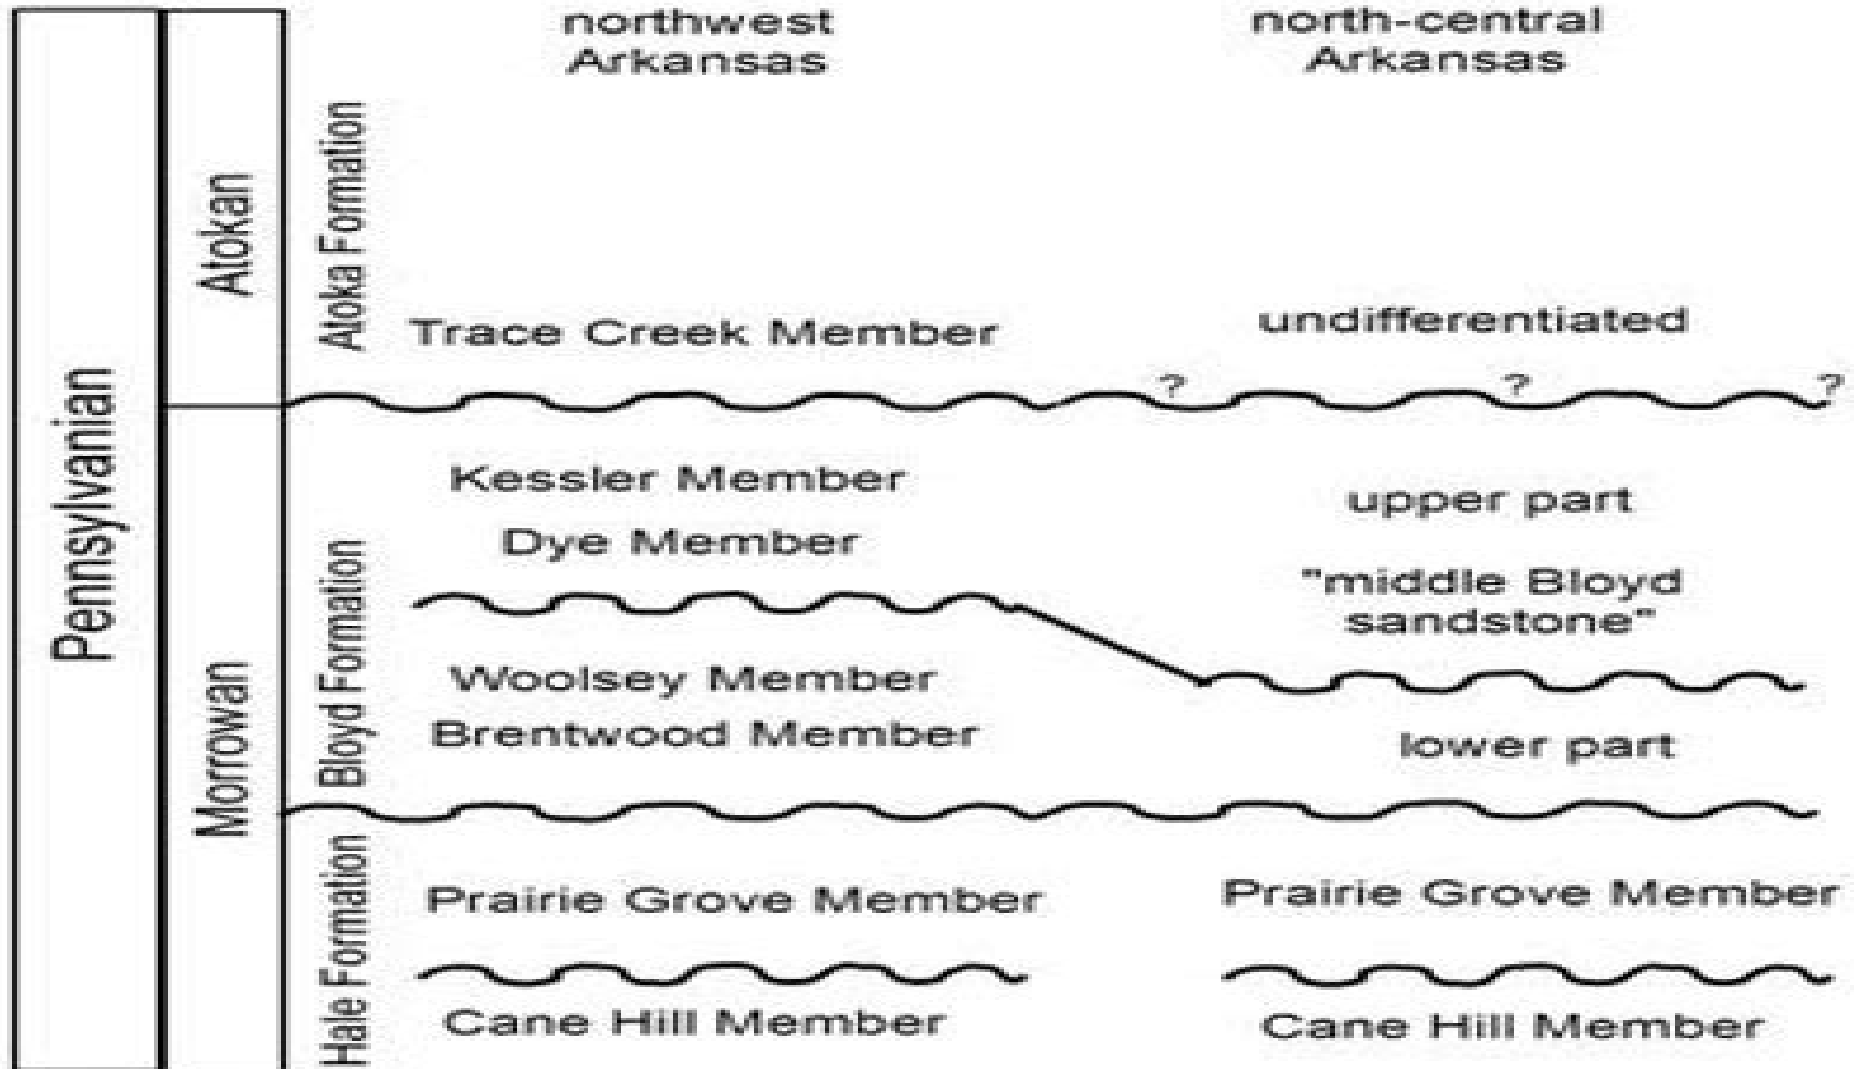 northwest
Arkansas
north-central
Arkansas
Pennsylvanian
Atokan
Atoka Formation
Trace Creek Member
undifferentiated
? ? ?
Morrowan
Bloyd Formation
Kessler Member
Dye Member
upper part
"middle Bloyd
sandstone"
Woolsey Member
Brentwood Member
lower part
Hale Formation
Prairie Grove Member
Prairie Grove Member
Cane Hill Member
Cane Hill Member